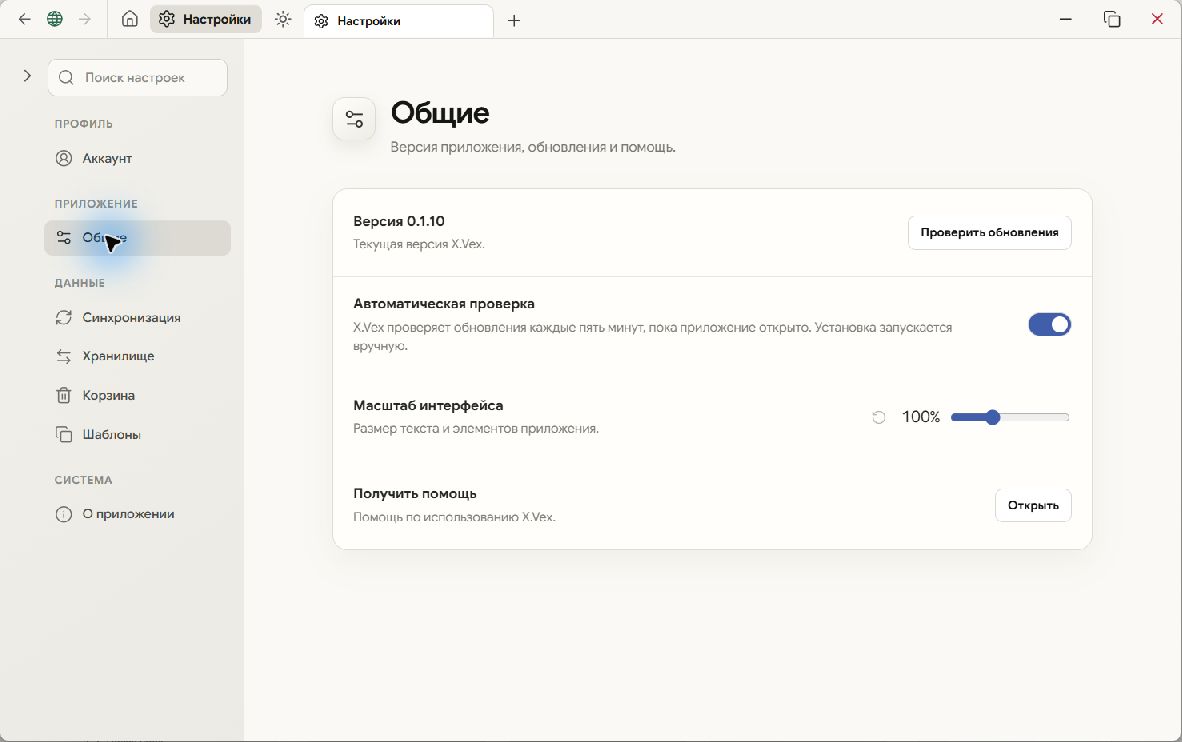 Настройки
Настройки
Поиск настроек
ПРОФИЛЬ
Аккаунт
ПРИЛОЖЕНИЕ
Общие
ДАННЫЕ
Синхронизация
Хранилище
Корзина
Шаблоны
СИСТЕМА
О приложении
Общие
Версия приложения, обновления и помощь.
Версия 0.1.10
Текущая версия X.Vex.
Проверить обновления
Автоматическая проверка
X.Vex проверяет обновления каждые пять минут, пока приложение открыто. Установка запускается
вручную.
Масштаб интерфейса
Размер текста и элементов приложения.
100%
Получить помощь
Помощь по использованию X.Vex.
Открыть